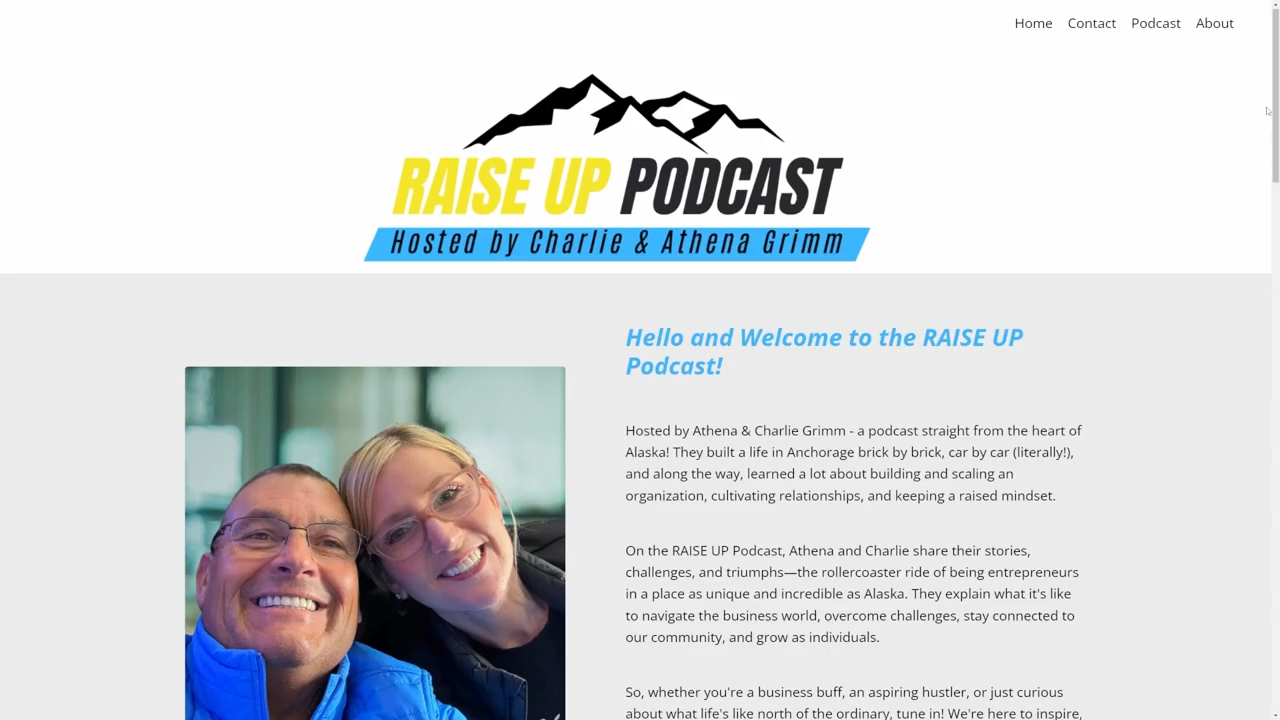 Home Contact Podcast About
RAISE UP PODCAST
Hosted by Charlie & Athena Grimm
Hello and Welcome to the RAISE UP
Podcast!
Hosted by Athena & Charlie Grimm - a podcast straight from the heart of
Alaska! They built a life in Anchorage brick by brick, car by car (literally!),
and along the way, learned a lot about building and scaling an
organization, cultivating relationships, and keeping a raised mindset.
On the RAISE UP Podcast, Athena and Charlie share their stories,
challenges, and triumphs—the rollercoaster ride of being entrepreneurs
in a place as unique and incredible as Alaska. They explain what it's like
to navigate the business world, overcome challenges, stay connected to
our community, and grow as individuals.
So, whether you're a business buff, an aspiring hustler, or just curious
about what life's like north of the ordinary, tune in! We're here to inspire,